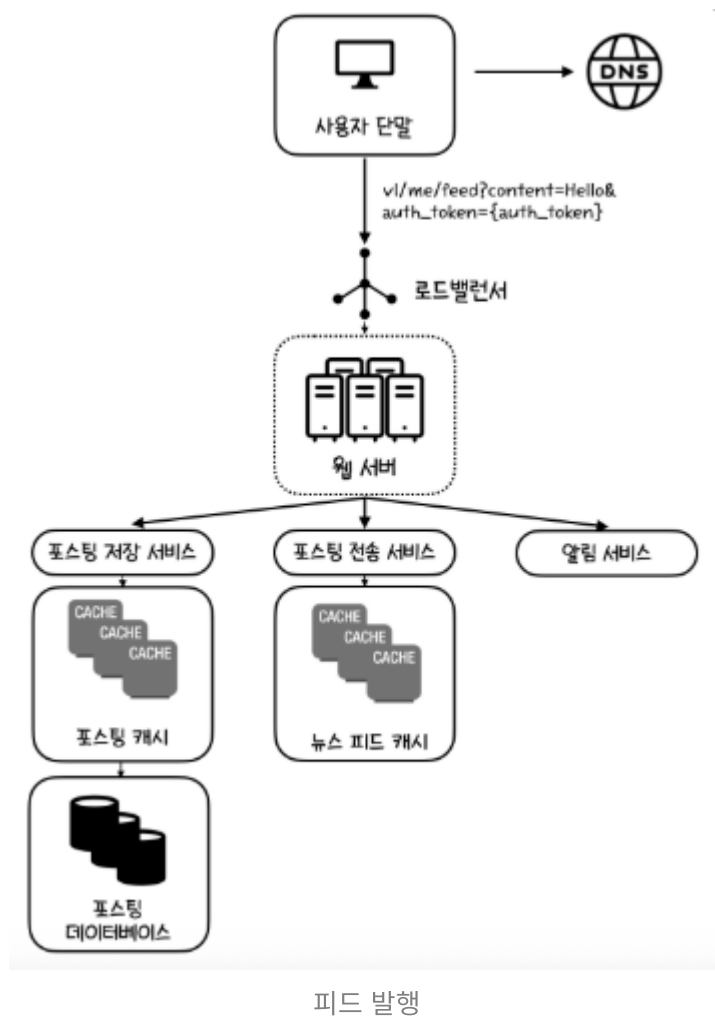 DNS
사용자 단말
v1/me/feed?content=Hello&
auth_token={auth_token}
로드밸런서
웹 서버
포스팅 저장 서비스
포스팅 전송 서비스
알림 서비스
CACHE
CACHE
CACHE
CACHE
CACHE
CACHE
포스팅 캐시
뉴스 피드 캐시
포스팅
데이터베이스
피드 발행